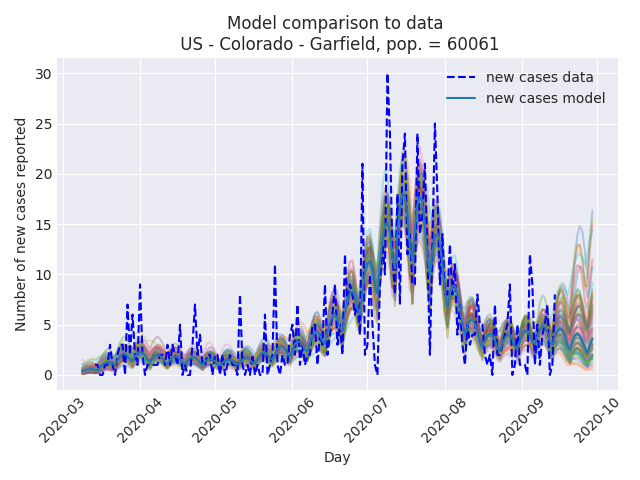 Model comparison to data
US - Colorado - Garfield, pop. = 60061
new cases data
new cases model
Number of new cases reported
30
25
20
15
10
5
0
2020-03
2020-04
2020-05
2020-06
2020-07
2020-08
2020-09
2020-10
Day